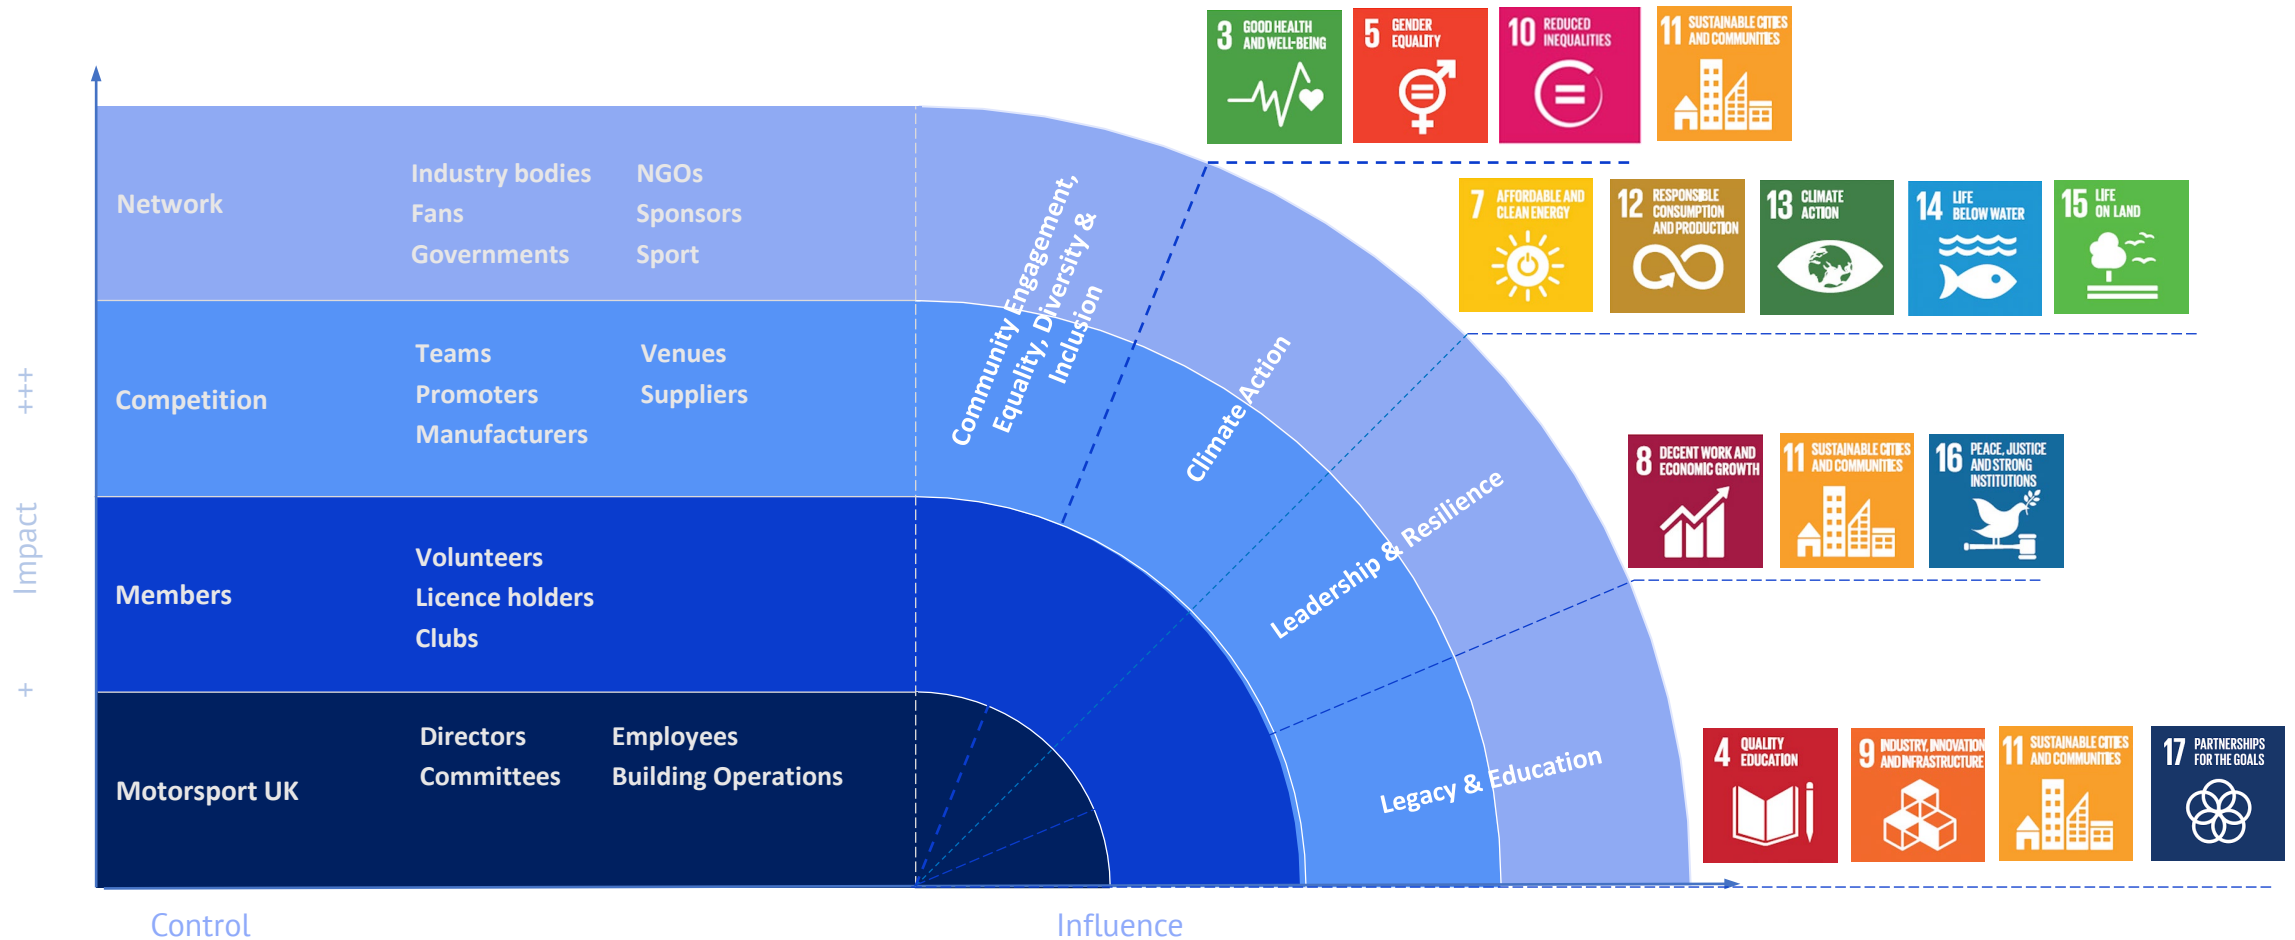 3 GOOD HEALTH
AND WELL-BEING
5 GENDER
EQUALITY
10 REDUCED
INEQUALITIES
11 SUSTAINABLE CITIES
AND COMMUNITIES
7 AFFORDABLE AND
CLEAN ENERGY
12 RESPONSIBLE
CONSUMPTION
AND PRODUCTION
13 CLIMATE
ACTION
14 LIFE
BELOW WATER
15 LIFE
ON LAND
Network
Industry bodies
Fans
Governments
NGOs
Sponsors
Sport
Community Engagement,
Equality, Diversity &
Inclusion
Climate Action
Leadership & Resilience
Legacy & Education
Competition
Teams
Promoters
Manufacturers
Venues
Suppliers
8 DECENT WORK AND
ECONOMIC GROWTH
11 SUSTAINABLE CITIES
AND COMMUNITIES
16 PEACE, JUSTICE
AND STRONG
INSTITUTIONS
Members
Volunteers
Licence holders
Clubs
Motorsport UK
Directors
Committees
Employees
Building Operations
4 QUALITY
EDUCATION
9 INDUSTRY, INNOVATION
AND INFRASTRUCTURE
11 SUSTAINABLE CITIES
AND COMMUNITIES
17 PARTNERSHIPS
FOR THE GOALS
+++
Impact
+
Control
Influence